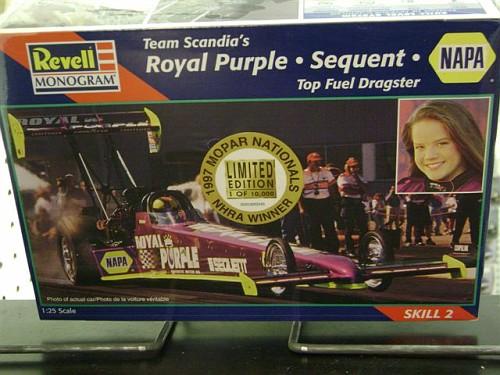 Revell
MONOGRAM
Team Scandia's
Royal Purple • Sequent •
Top Fuel Dragster
NAPA
ROYAL
1997 MOPAR NATIONALS
LIMITED
EDITION
1 OF 10,000
NHRA WINNER
ROYAL
PURPLE
NAPA
Photo of actual car/Photo de la voiture véritable
1:25 Scale
SKILL 2